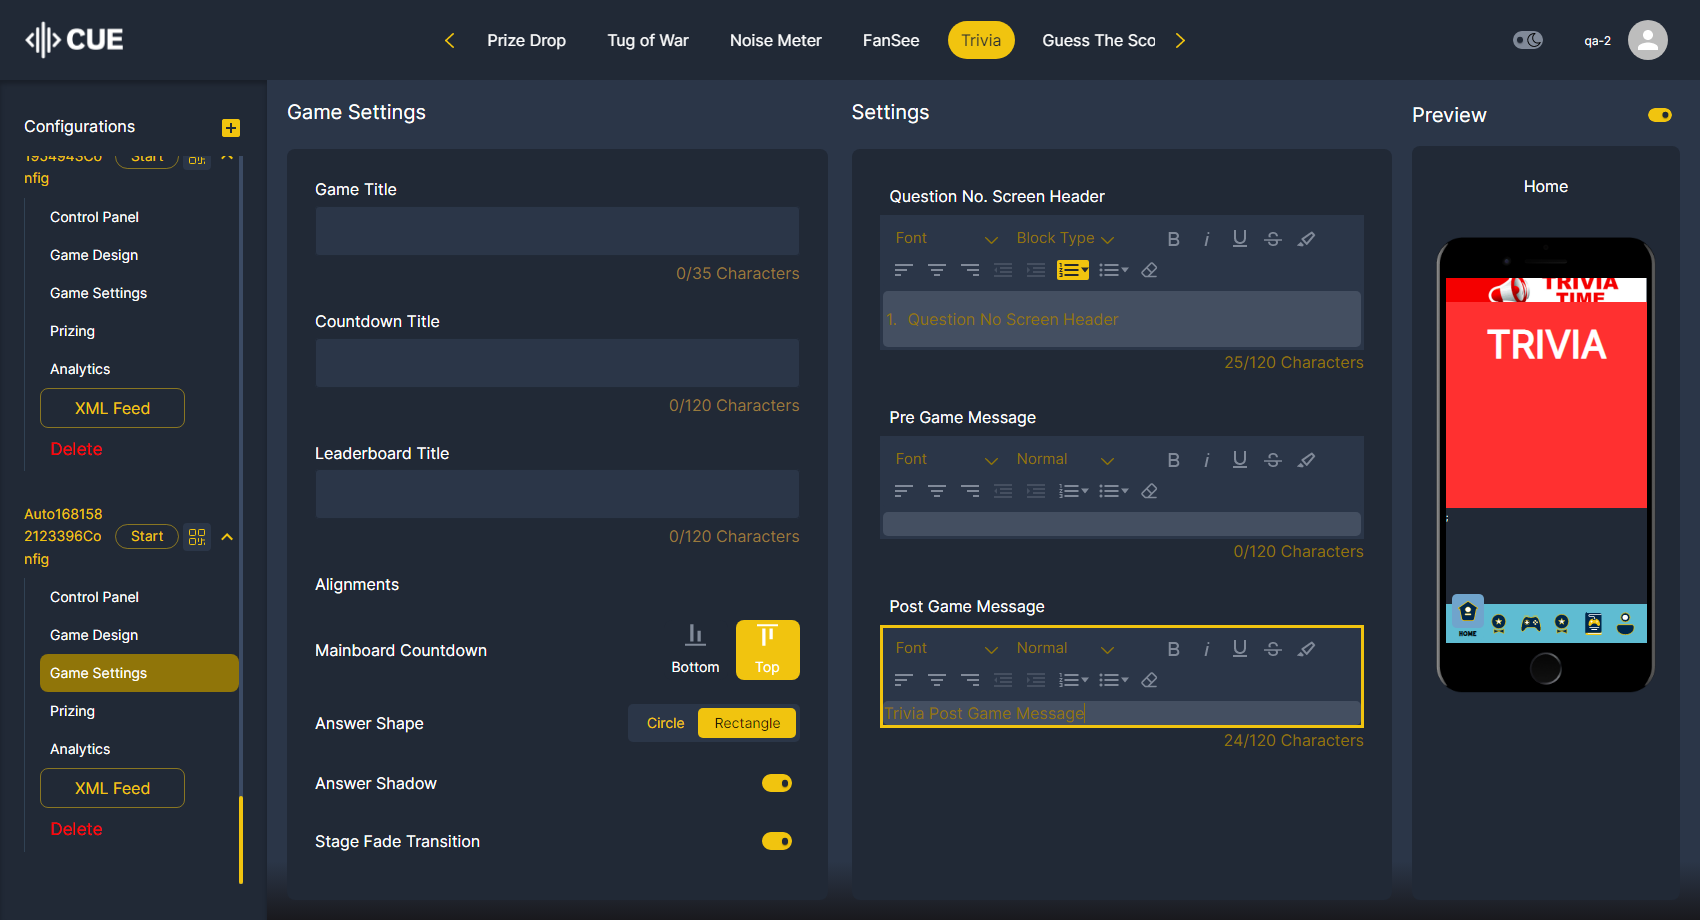 CUE
Prize Drop
Tug of War
Noise Meter
FanSee
Trivia
Guess The Sco
qa-2
Configurations
1954943Co
nfig
Start
Control Panel
Game Design
Game Settings
Prizing
Analytics
XML Feed
Delete
Auto168158
2123396Co
nfig
Start
Control Panel
Game Design
Game Settings
Prizing
Analytics
XML Feed
Delete
Game Settings
Game Title
0/35 Characters
Countdown Title
0/120 Characters
Leaderboard Title
0/120 Characters
Alignments
Mainboard Countdown
Bottom
Top
Answer Shape
Circle
Rectangle
Answer Shadow
Stage Fade Transition
Settings
Question No. Screen Header
Font
Block Type
B i U S
1. Question No Screen Header
25/120 Characters
Pre Game Message
Font
Normal
B i U S
0/120 Characters
Post Game Message
Font
Normal
B i U S
Trivia Post Game Message
24/120 Characters
Preview
Home
TRIVIA
TIME
TRIVIA
;
HOME